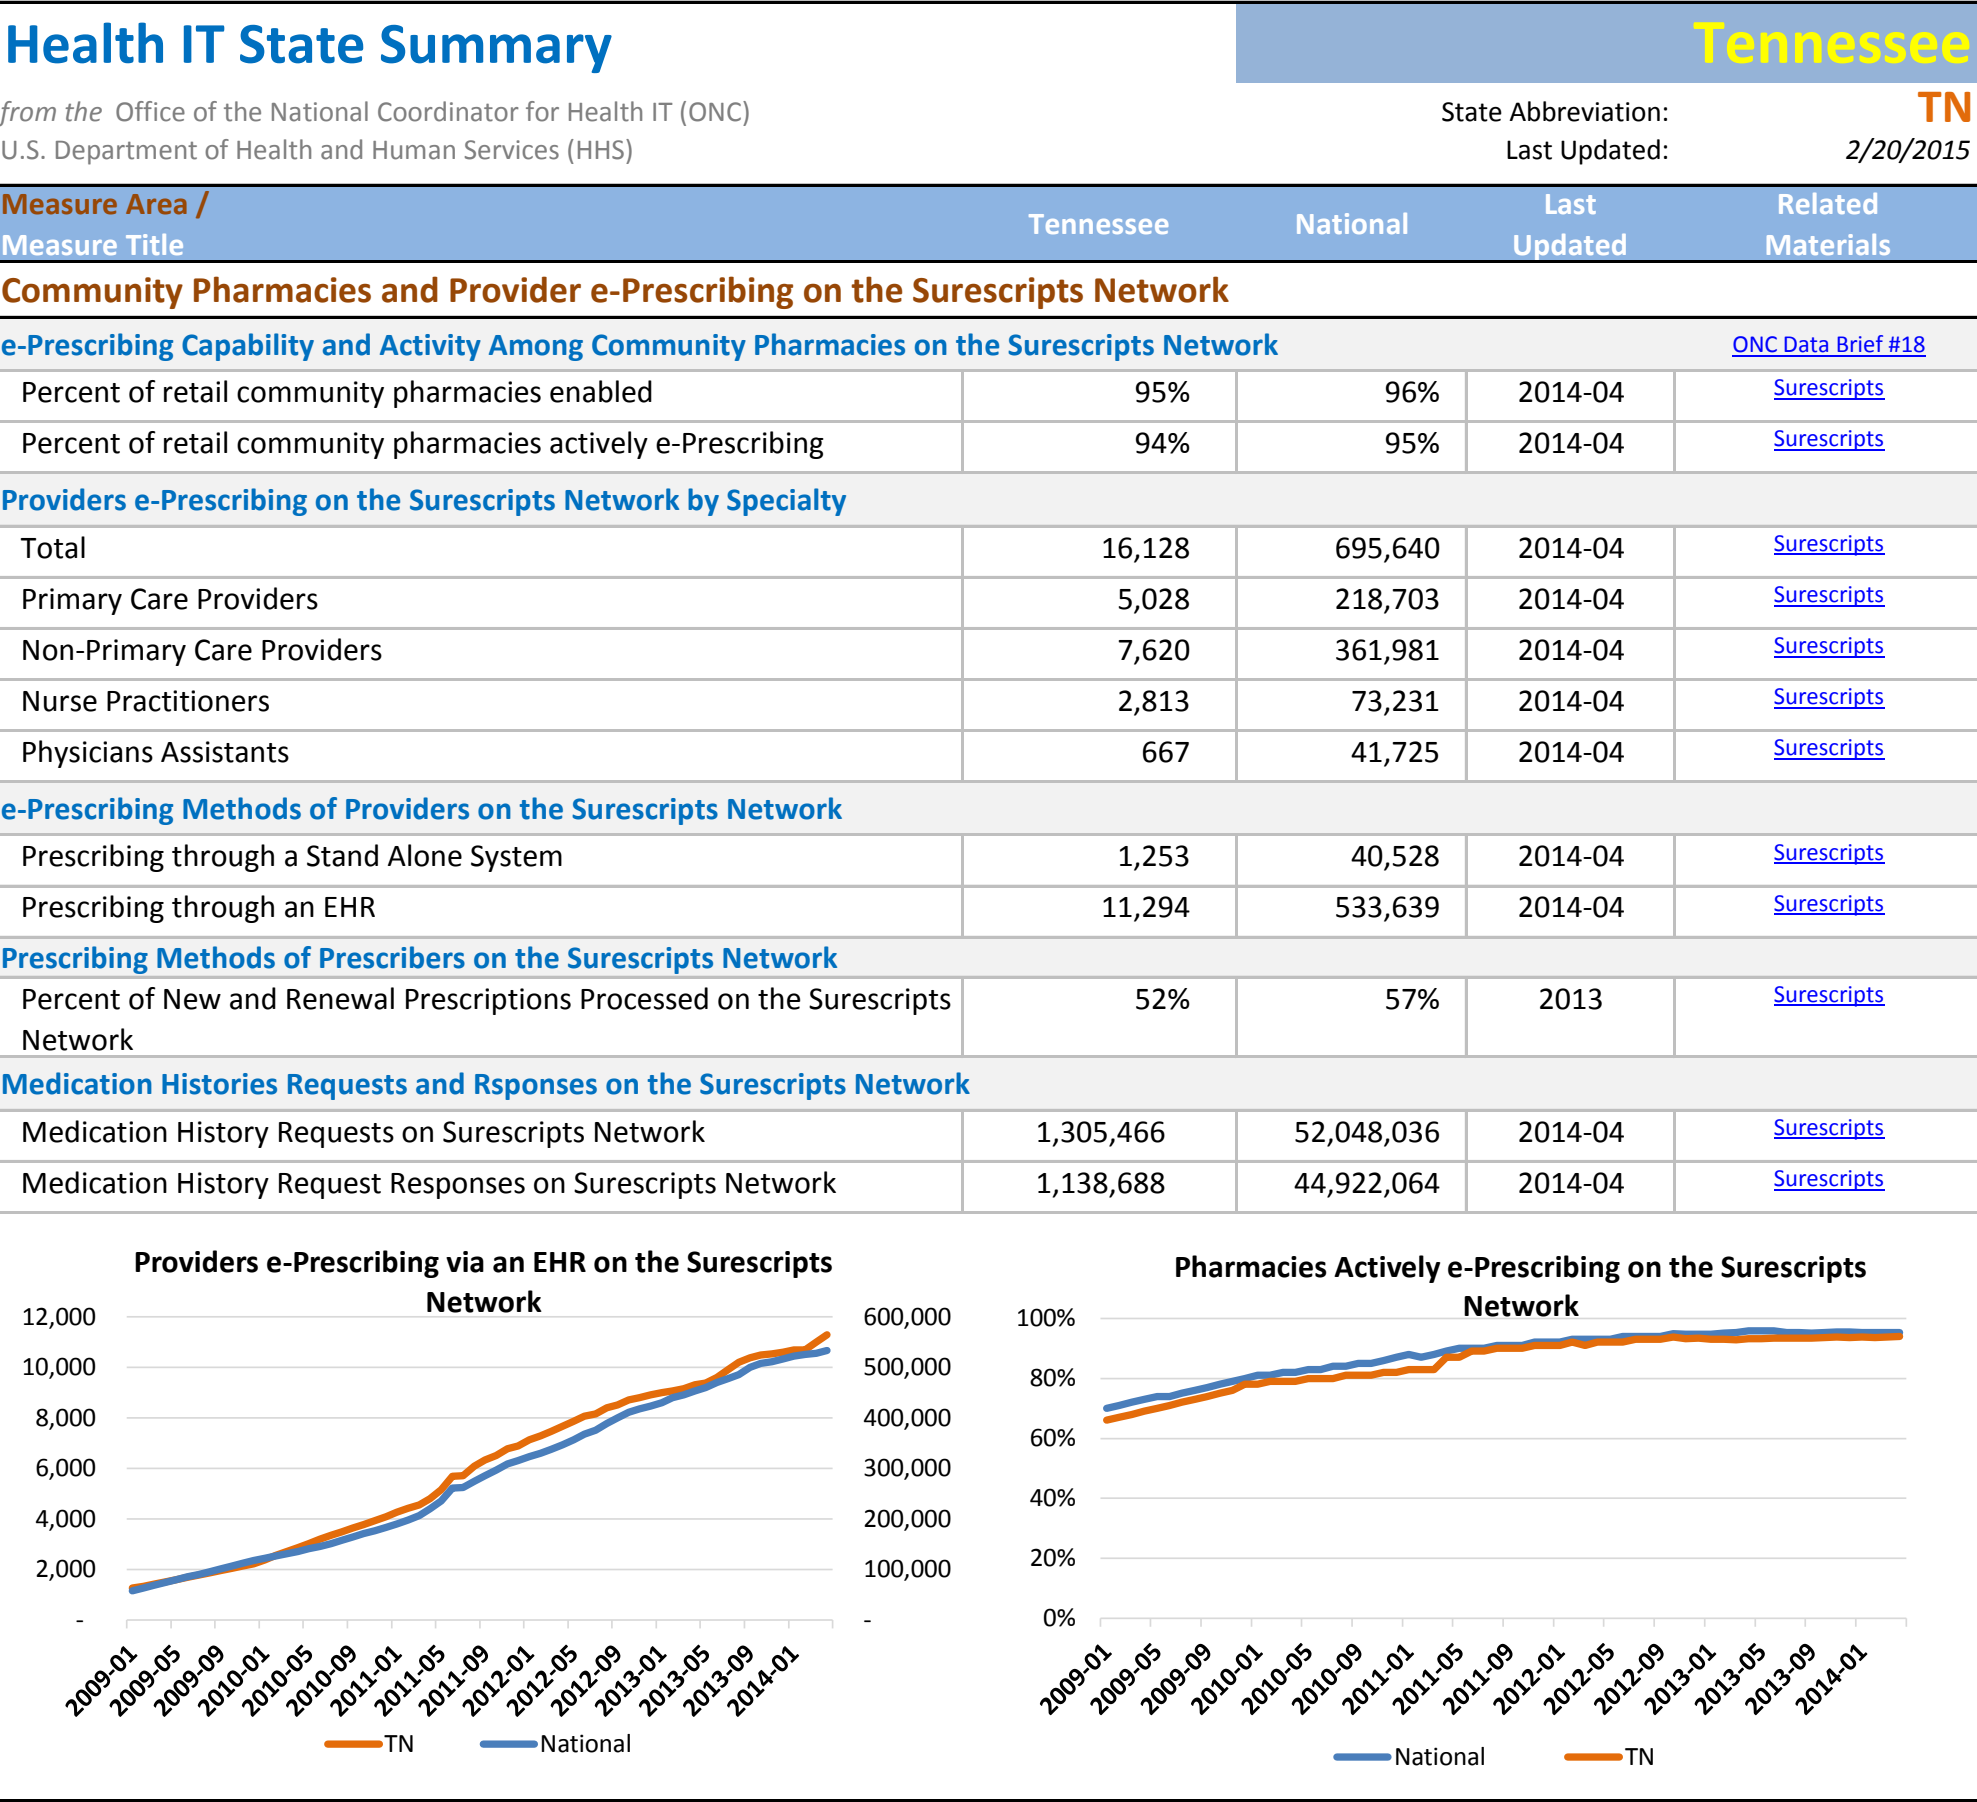 Health IT State Summary
Tennessee
from the Office of the National Coordinator for Health IT (ONC)
State Abbreviation: TN
U.S. Department of Health and Human Services (HHS)
Last Updated: 2/20/2015
Measure Area /
Measure Title
Tennessee
National
Last
Updated
Related
Materials
Community Pharmacies and Provider e-Prescribing on the Surescripts Network
e-Prescribing Capability and Activity Among Community Pharmacies on the Surescripts Network ONC Data Brief #18
Percent of retail community pharmacies enabled 95% 96% 2014-04 Surescripts
Percent of retail community pharmacies actively e-Prescribing 94% 95% 2014-04 Surescripts
Providers e-Prescribing on the Surescripts Network by Specialty
Total 16,128 695,640 2014-04 Surescripts
Primary Care Providers 5,028 218,703 2014-04 Surescripts
Non-Primary Care Providers 7,620 361,981 2014-04 Surescripts
Nurse Practitioners 2,813 73,231 2014-04 Surescripts
Physicians Assistants 667 41,725 2014-04 Surescripts
e-Prescribing Methods of Providers on the Surescripts Network
Prescribing through a Stand Alone System 1,253 40,528 2014-04 Surescripts
Prescribing through an EHR 11,294 533,639 2014-04 Surescripts
Prescribing Methods of Prescribers on the Surescripts Network
Percent of New and Renewal Prescriptions Processed on the Surescripts 52% 57% 2013 Surescripts
Network
Medication Histories Requests and Rsponses on the Surescripts Network
Medication History Requests on Surescripts Network 1,305,466 52,048,036 2014-04 Surescripts
Medication History Request Responses on Surescripts Network 1,138,688 44,922,064 2014-04 Surescripts
Providers e-Prescribing via an EHR on the Surescripts
Network
12,000 600,000
10,000 500,000
8,000 400,000
6,000 300,000
4,000 200,000
2,000 100,000
- -
2009-01 2009-05 2009-09 2010-01 2010-05 2010-09 2011-01 2011-05 2011-09 2012-01 2012-05 2012-09 2013-01 2013-05 2013-09 2014-01
TN National
Pharmacies Actively e-Prescribing on the Surescripts
Network
100%
80%
60%
40%
20%
0%
2009-01 2009-05 2009-09 2010-01 2010-05 2010-09 2011-01 2011-05 2011-09 2012-01 2012-05 2012-09 2013-01 2013-05 2013-09 2014-01
National TN